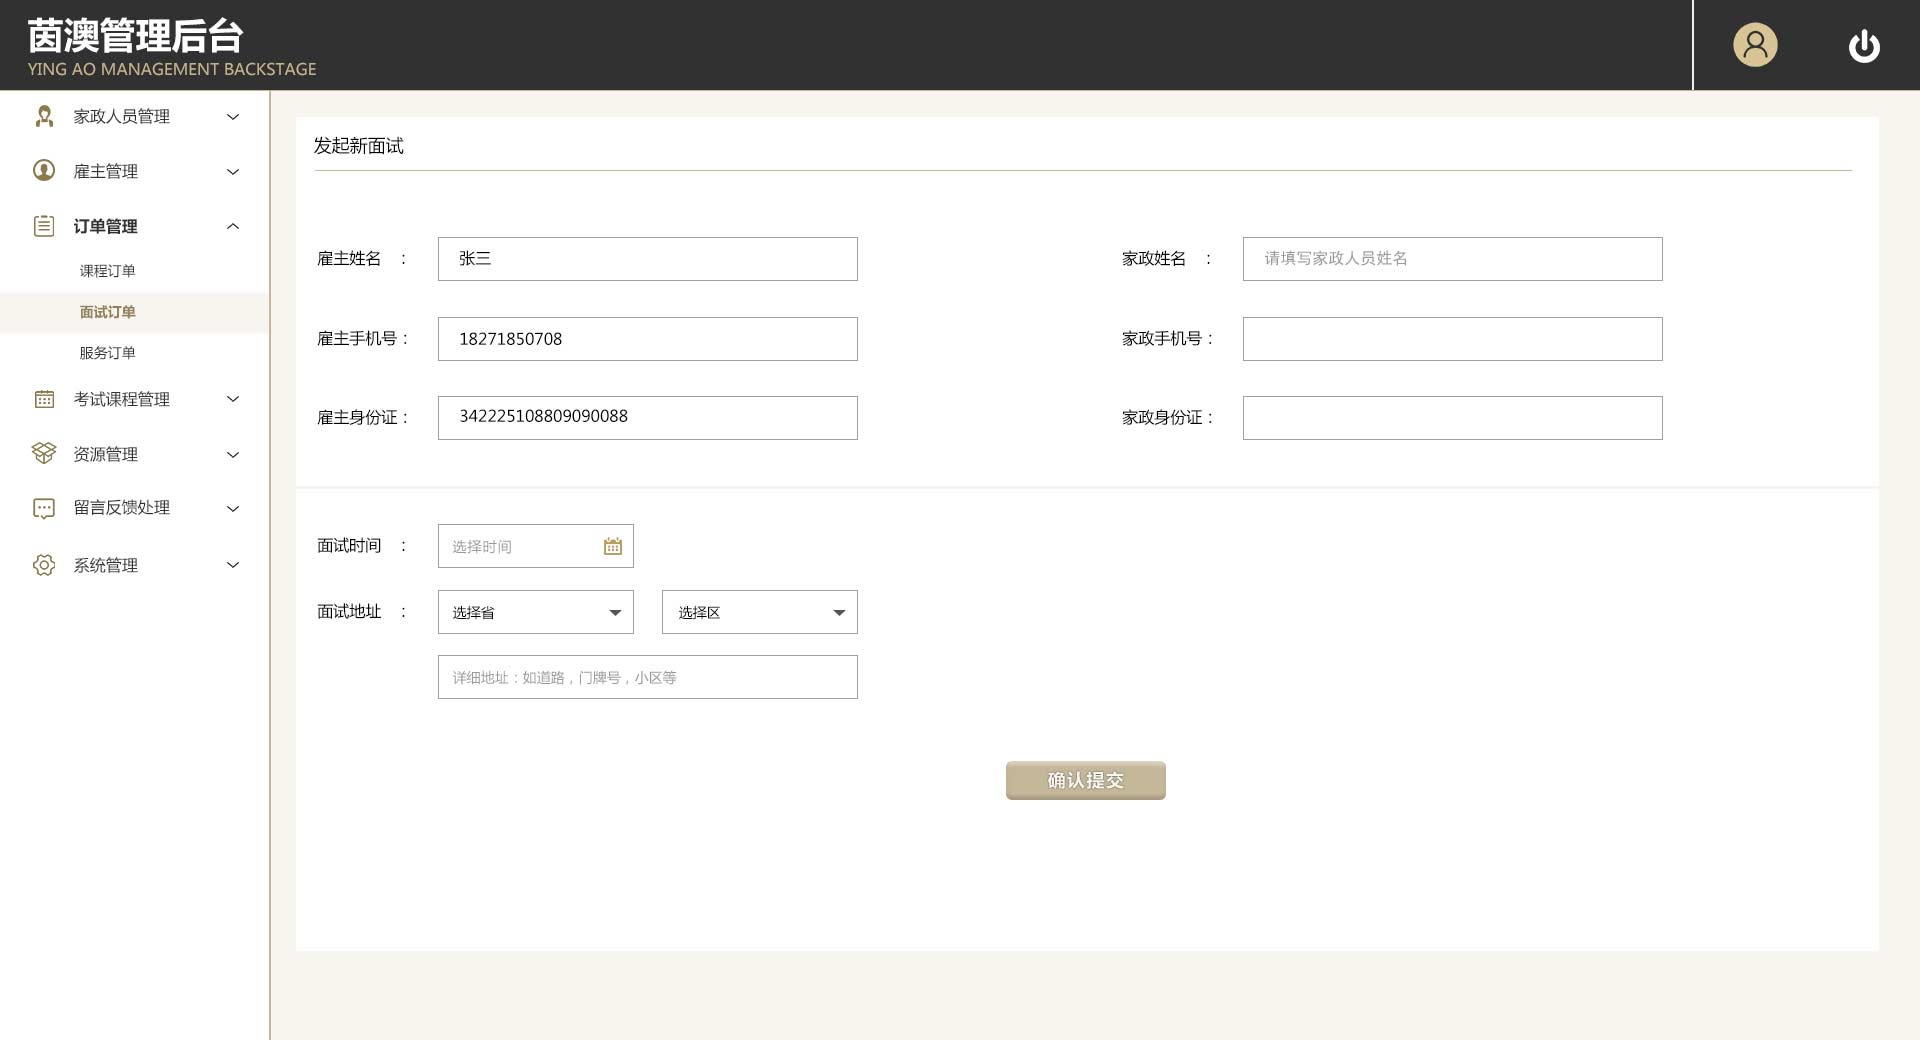 茵澳管理后台
YING AO MANAGEMENT BACKSTAGE
家政人员管理
雇主管理
订单管理
课程订单
面试订单
服务订单
考试课程管理
资源管理
留言反馈处理
系统管理
发起新面试
雇主姓名 : 张三
家政姓名 : 请填写家政人员姓名
雇主手机号: 18271850708
家政手机号:
雇主身份证: 342225108809090088
家政身份证:
面试时间 : 选择时间
面试地址 : 选择省 选择区
详细地址:如道路,门牌号,小区等
确认提交